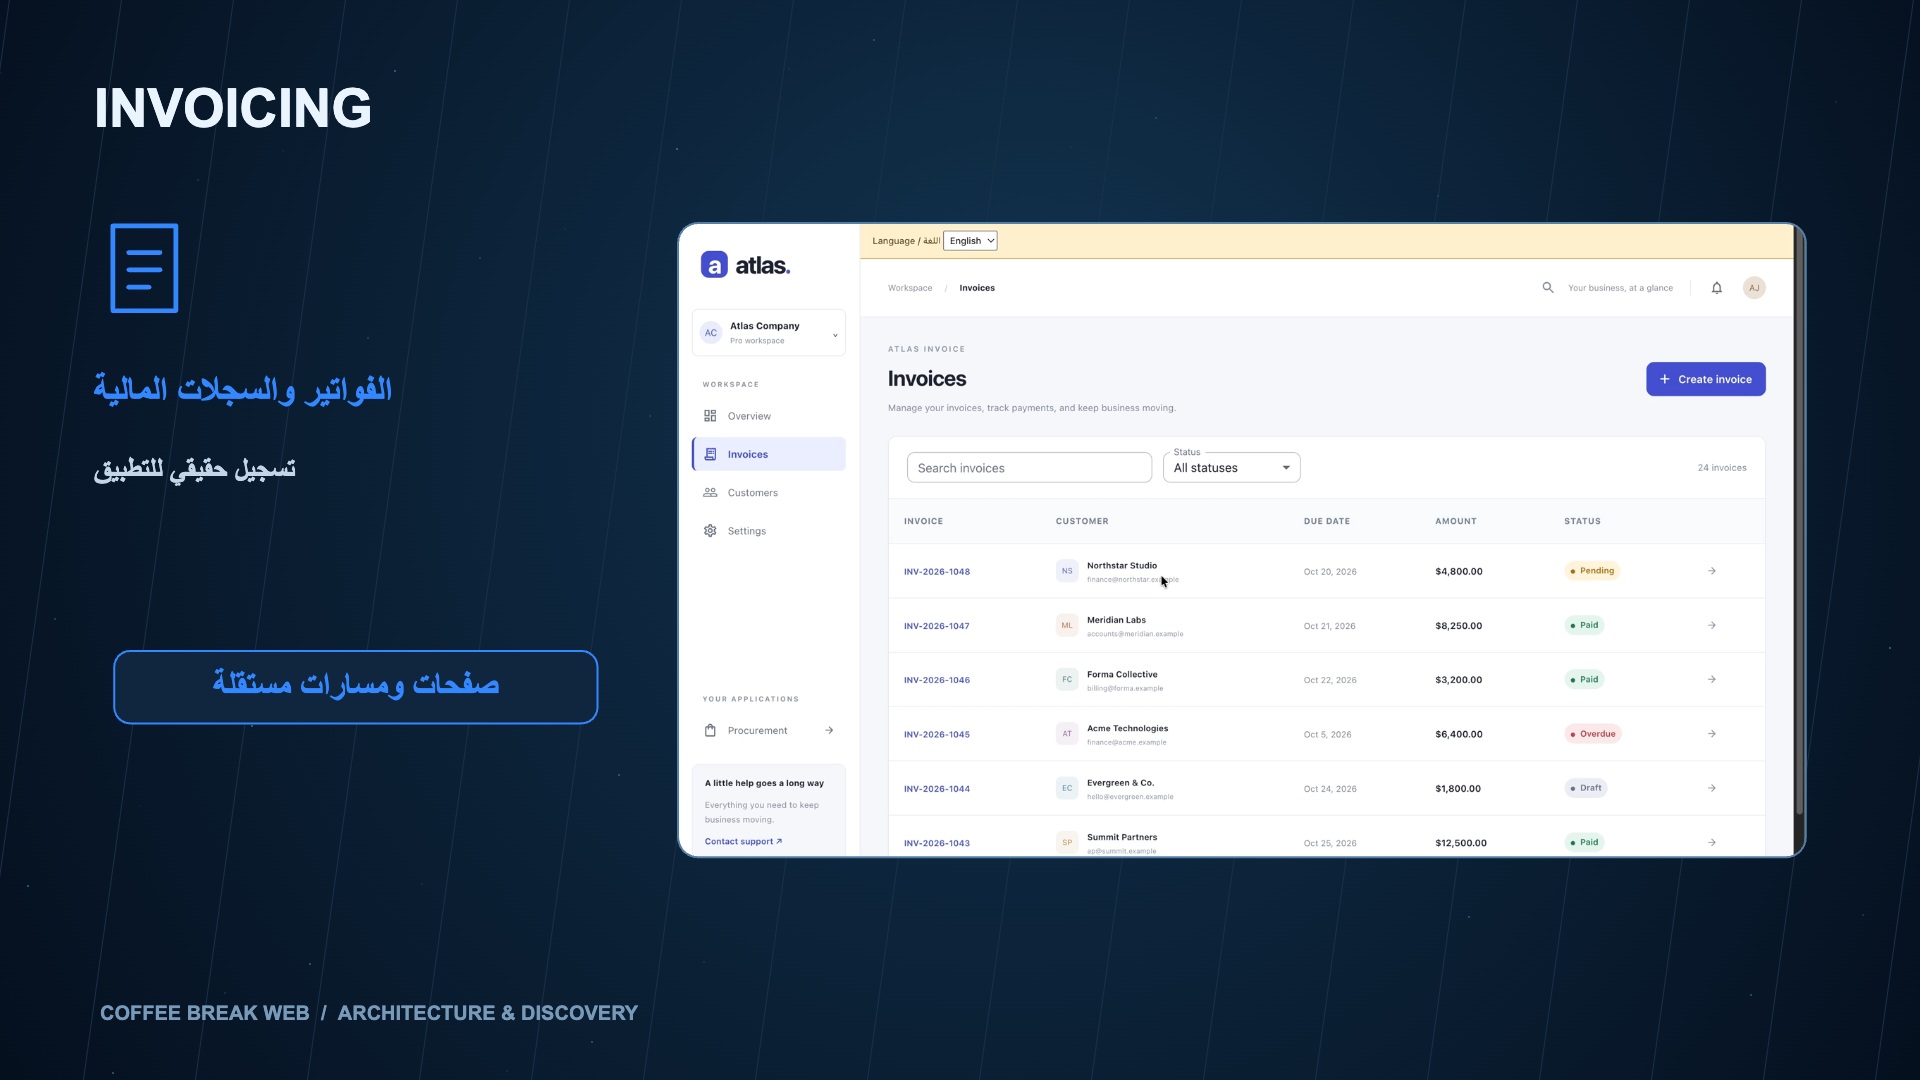 INVOICING
الفواتير والسجلات المالية
تسجيل حقيقي للتطبيق
صفحات ومسارات مستقلة
COFFEE BREAK WEB / ARCHITECTURE & DISCOVERY
a atlas.
AC Atlas Company
Pro workspace
WORKSPACE
Overview
Invoices
Customers
Settings
YOUR APPLICATIONS
Procurement
A little help goes a long way
Everything you need to keep
business moving.
Contact support ↗
Language / اللغة English
Workspace / Invoices
Your business, at a glance AJ
ATLAS INVOICE
Invoices
Manage your invoices, track payments, and keep business moving.
+ Create invoice
Search invoices
Status
All statuses
24 invoices
INVOICE CUSTOMER DUE DATE AMOUNT STATUS
INV-2026-1048 NS Northstar Studio Oct 20, 2026 $4,800.00 Pending
INV-2026-1047 ML Meridian Labs Oct 21, 2026 $8,250.00 Paid
accounts@meridian.example
INV-2026-1046 FC Forma Collective Oct 22, 2026 $3,200.00 Paid
billing@forma.example
INV-2026-1045 AT Acme Technologies Oct 5, 2026 $6,400.00 Overdue
finance@acme.example
INV-2026-1044 EC Evergreen & Co. Oct 24, 2026 $1,800.00 Draft
hello@evergreen.example
INV-2026-1043 SP Summit Partners Oct 25, 2026 $12,500.00 Paid
ap@summit.example